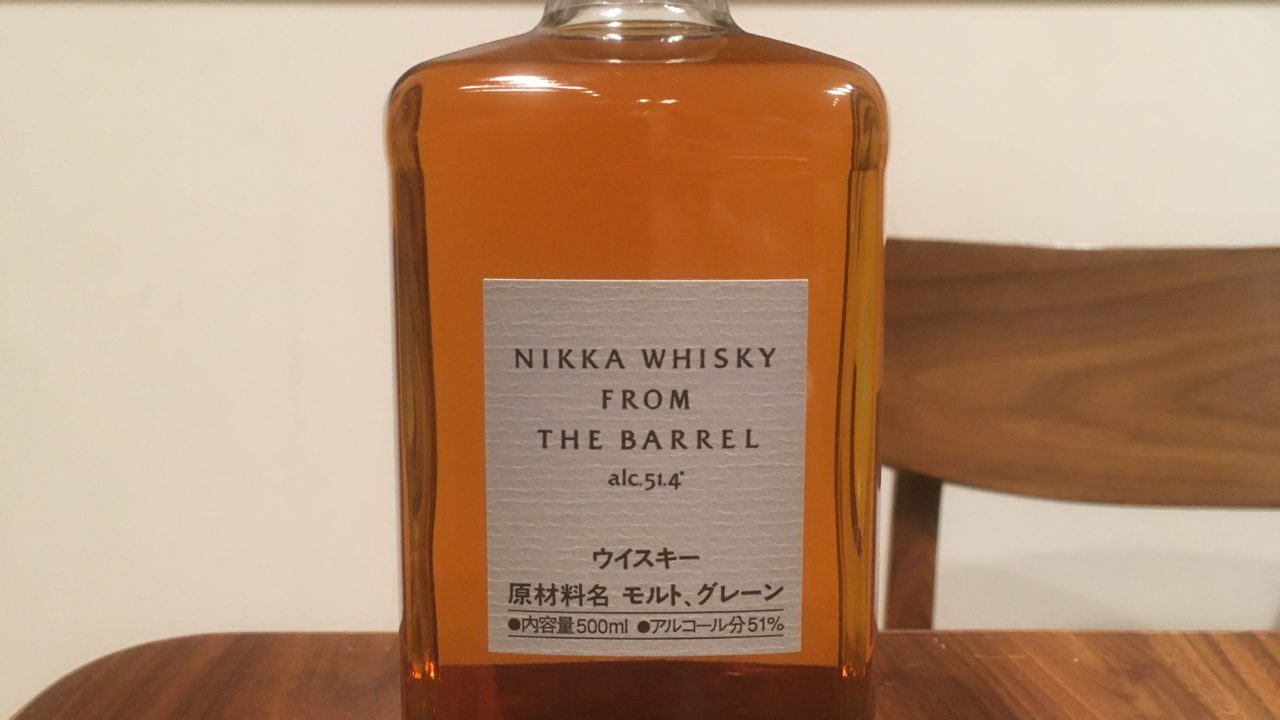 NIKKA WHISKY
FROM
THE BARREL
alc.51.4°
ウイスキー
原材料名 モルト、グレーン
●内容量500ml ●アルコール分51%